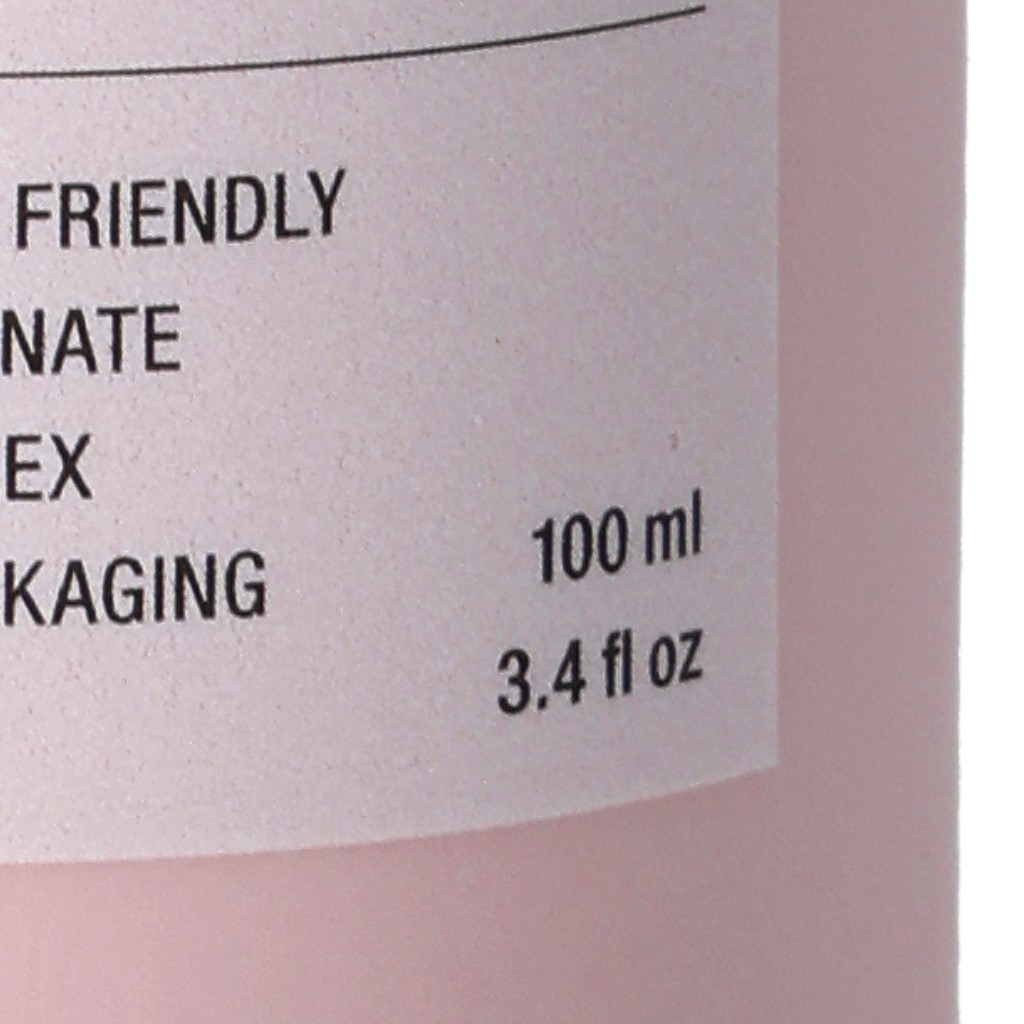 FRIENDLY
NATE
EX
KAGING
100 ml
3.4 fl oz